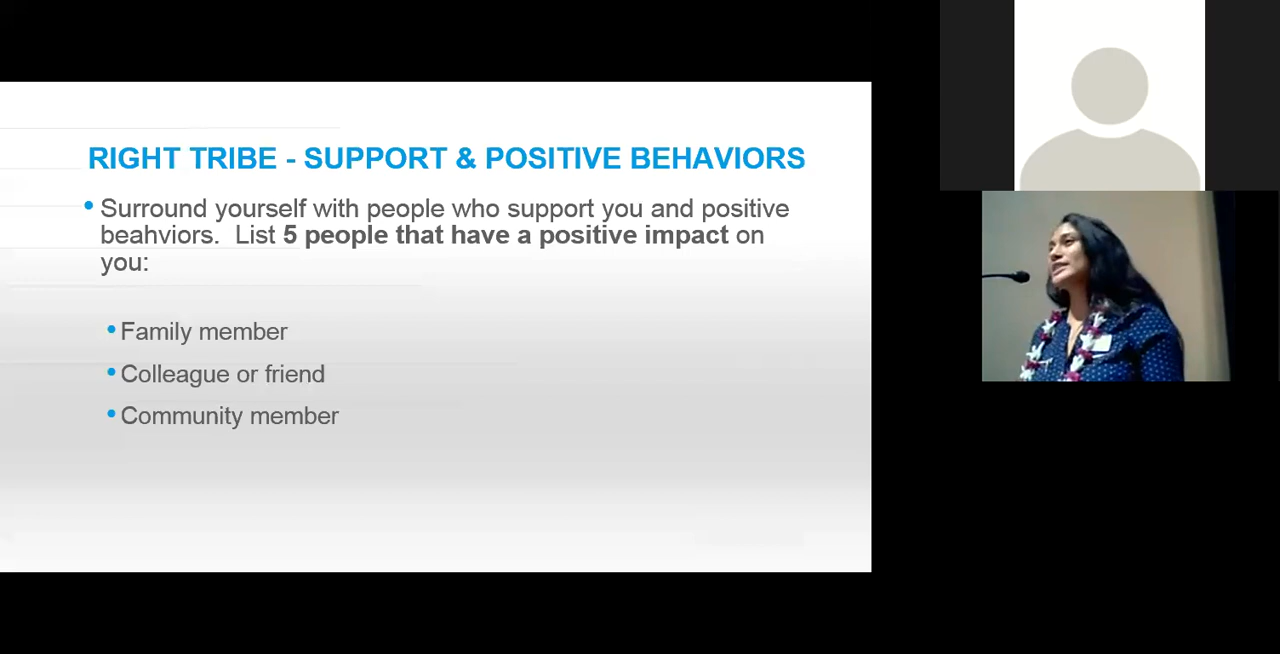 RIGHT TRIBE - SUPPORT & POSITIVE BEHAVIORS
• Surround yourself with people who support you and positive
beahviors.  List 5 people that have a positive impact on
you:
• Family member
• Colleague or friend
• Community member